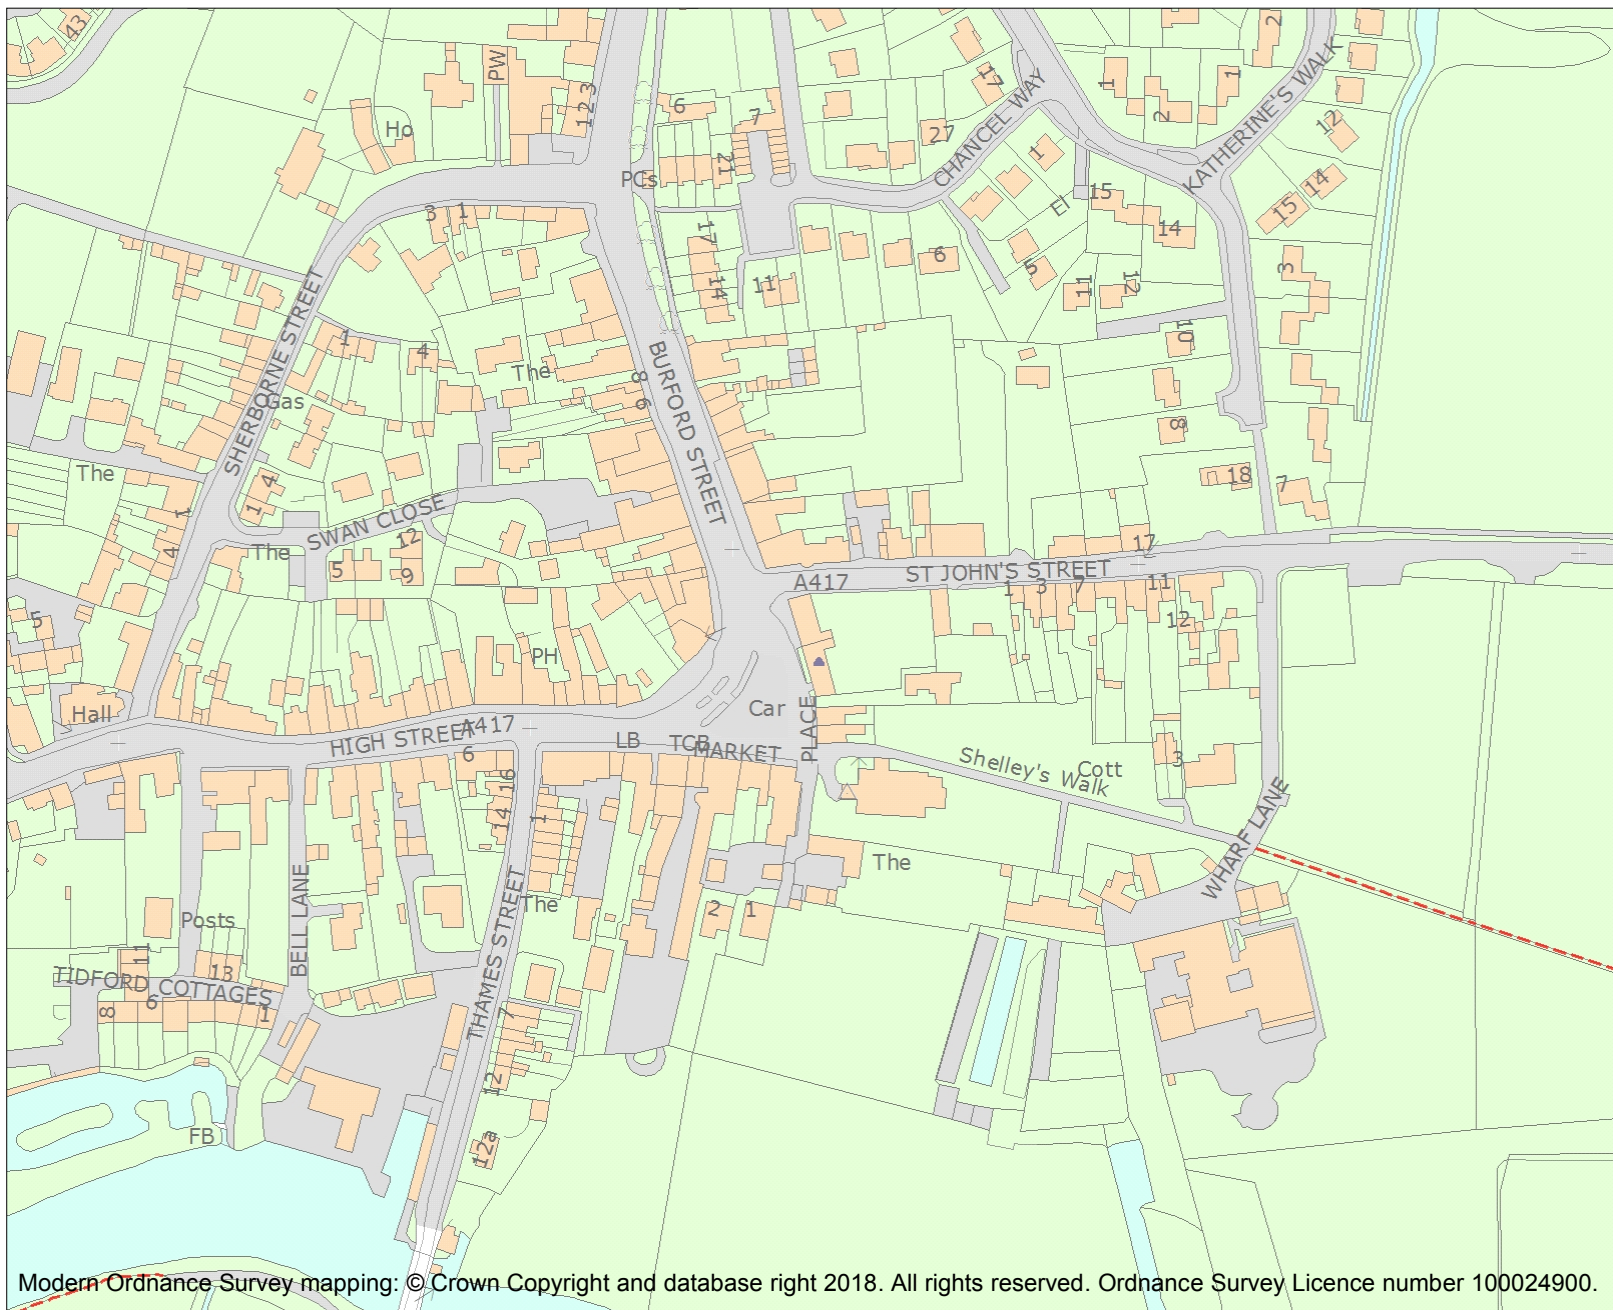 43
PW
3
2
1
Ho
6
7
21
PCs
17
CHANCEL WAY
27
1
1
2
1
2
KATHERINE'S WALK
12
14
15
El
15
14
3
1
17
14
11
6
5
11
12
3
10
8
18
7
SHERBORNE STREET
Gas
1
4
The
8
6
BURFORD STREET
The
1
4
1
4
SWAN CLOSE
The
5
12
9
5
A417
ST JOHN'S STREET
17
1
3
7
11
12
PH
Hall
HIGH STREET
A417
6
LB
TCB
MARKET
PLACE
Car
Shelley's Walk
Cott
3
WHARF LANE
16
14
1
The
The
2
1
BELL LANE
THAMES STREET
Posts
11
13
TIDFORD COTTAGES
8
6
1
7
12
12a
FB
Modern Ordnance Survey mapping: © Crown Copyright and database right 2018. All rights reserved. Ordnance Survey Licence number 100024900.